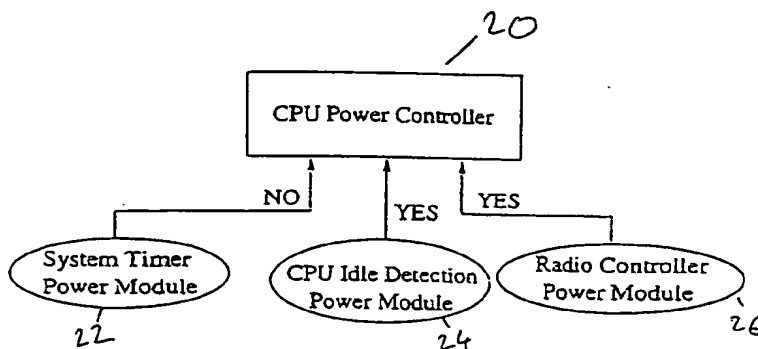 20
CPU Power Controller
NO
YES
YES
System Timer
Power Module
CPU Idle Detection
Power Module
Radio Controller
Power Module
22
24
26